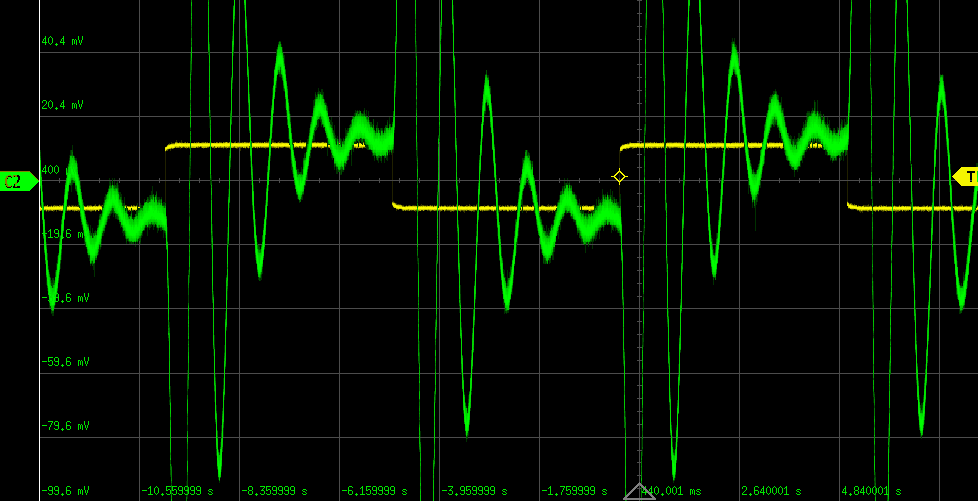 40.4 mV
20.4 mV
400
C2
T
-19.6 mV
-39.6 mV
-59.6 mV
-79.6 mV
-99.6 mV
-10.559999 s
-8.359999 s
-6.159999 s
-3.959999 s
-1.759999 s
440.001 ms
2.640001 s
4.840001 s